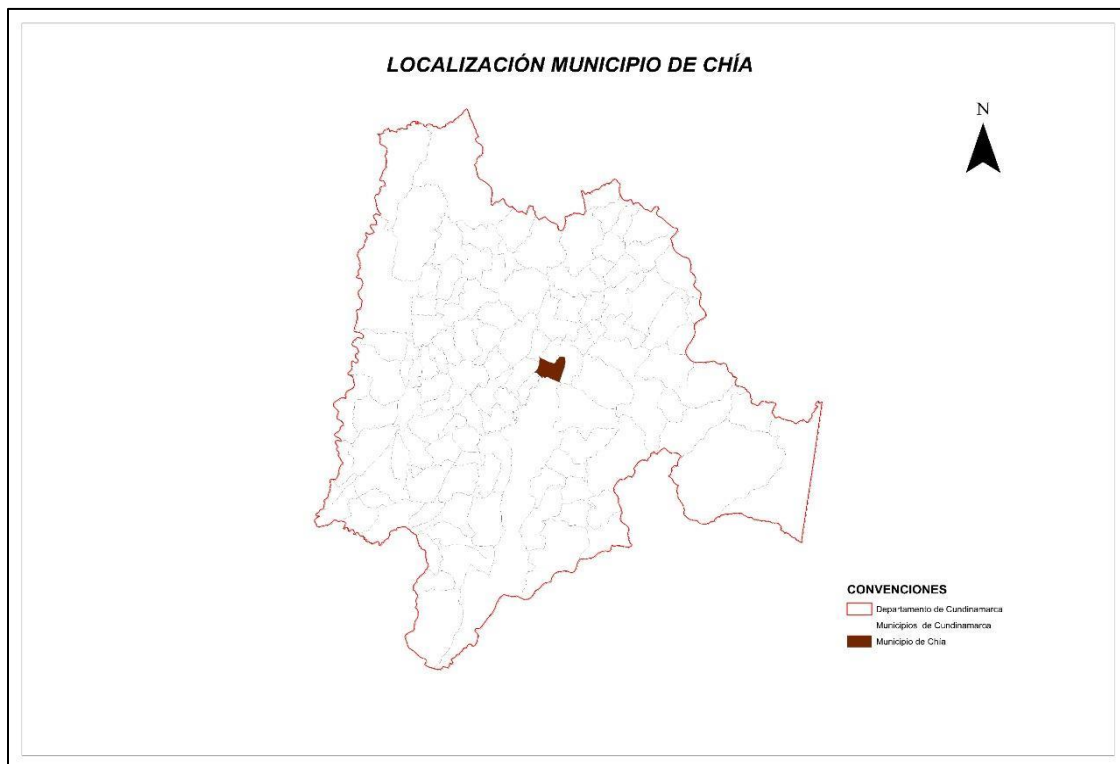 LOCALIZACIÓN MUNICIPIO DE CHÍA
N
CONVENCIONES
Departamento de Cundinamarca
Municipios de Cundinamarca
Municipio de Chía